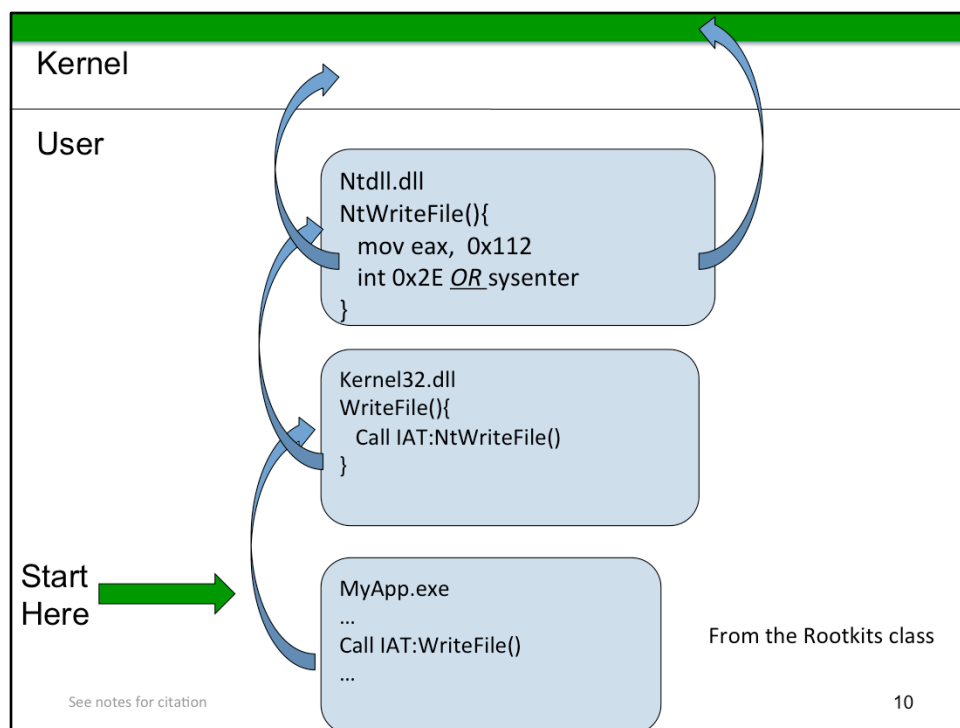 Kernel
User
Ntdll.dll
NtWriteFile(){
mov eax, 0x112
int 0x2E OR sysenter
}
Kernel32.dll
WriteFile(){
Call IAT:NtWriteFile()
}
Start
Here
MyApp.exe
...
Call IAT:WriteFile()
...
From the Rootkits class
See notes for citation
10